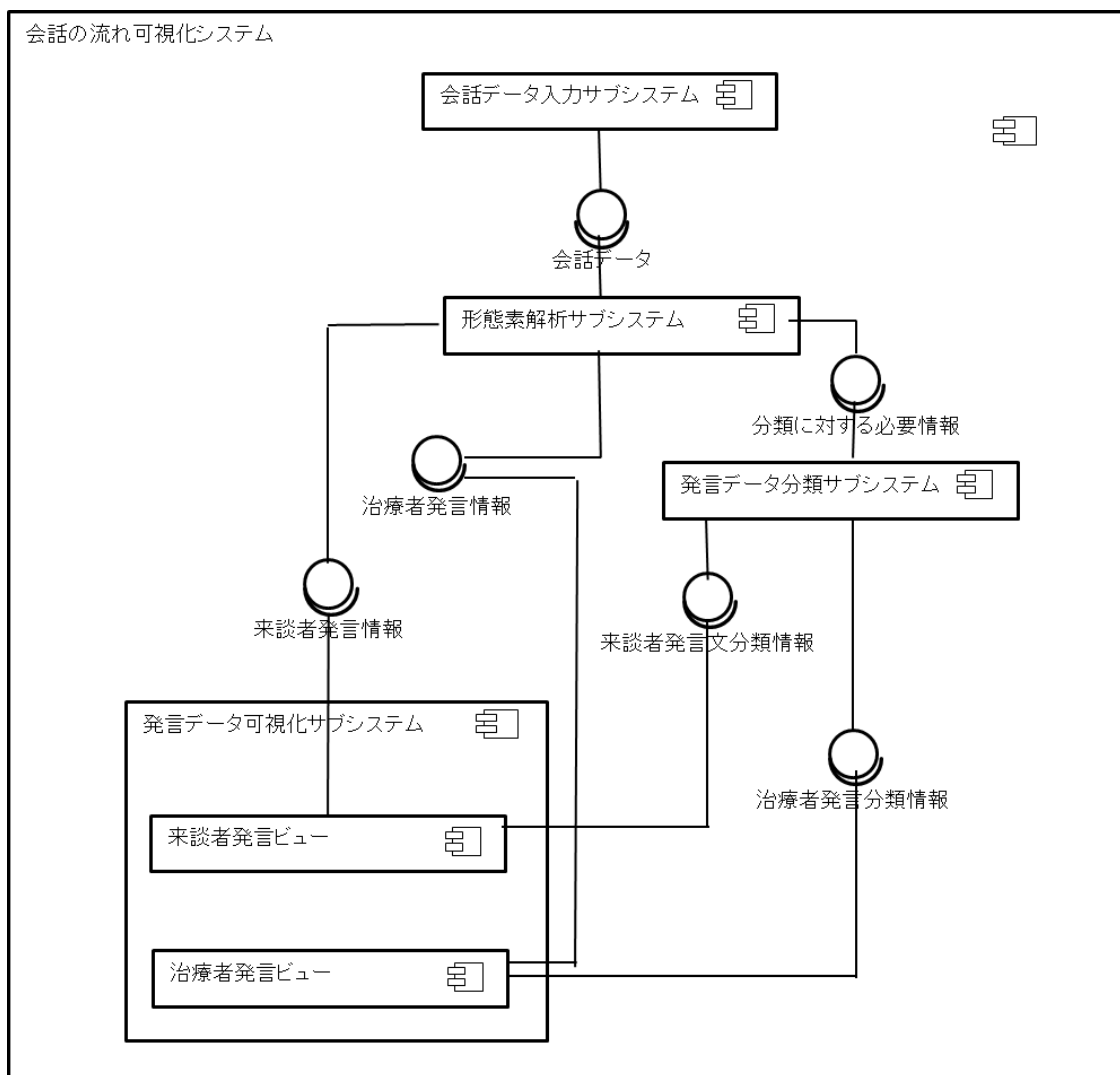 会話の流れ可視化システム
会話データ入力サブシステム
会話データ
形態素解析サブシステム
分類に対する必要情報
発言データ分類サブシステム
治療者発言情報
来談者発言情報
来談者発言文分類情報
発言データ可視化サブシステム
治療者発言分類情報
来談者発言ビュー
治療者発言ビュー